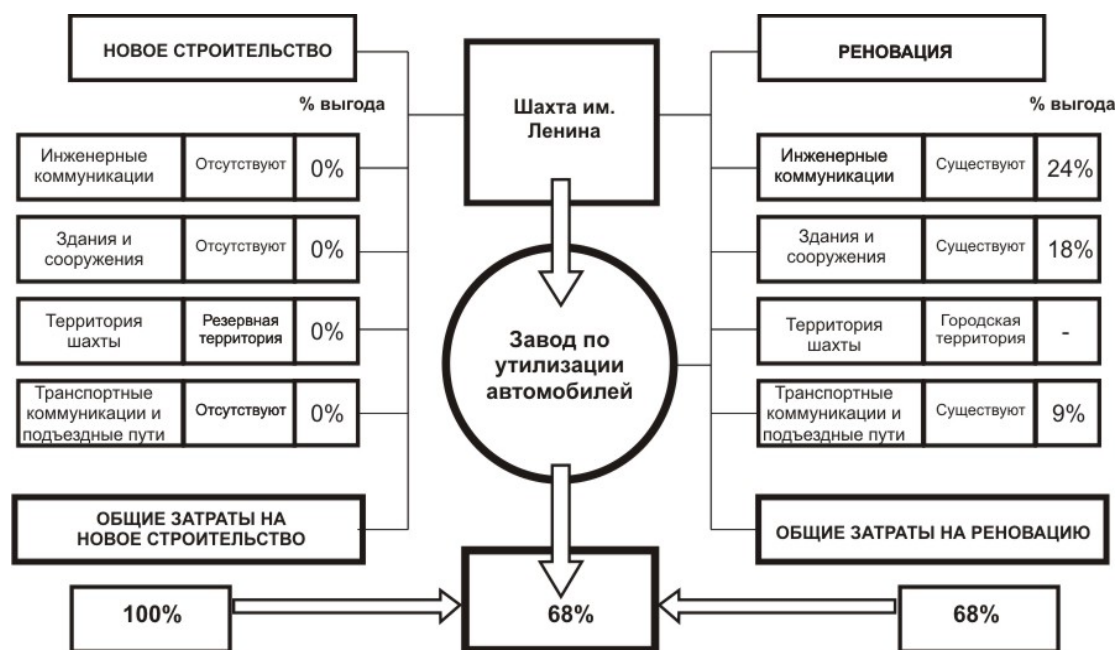 НОВОЕ СТРОИТЕЛЬСТВО
% выгода
Инженерные
коммуникации
Отсутствуют
0%
Здания и
сооружения
Отсутствуют
0%
Территория
шахты
Резервная
территория
0%
Транспортные
коммуникации и
подъездные пути
Отсутствуют
0%
ОБЩИЕ ЗАТРАТЫ НА
НОВОЕ СТРОИТЕЛЬСТВО
100%
Шахта им.
Ленина
Завод по
утилизации
автомобилей
68%
РЕНОВАЦИЯ
% выгода
Инженерные
коммуникации
Существуют
24%
Здания и
сооружения
Существуют
18%
Территория
шахты
Городская
территория
-
Транспортные
коммуникации и
подъездные пути
Существуют
9%
ОБЩИЕ ЗАТРАТЫ НА РЕНОВАЦИЮ
68%